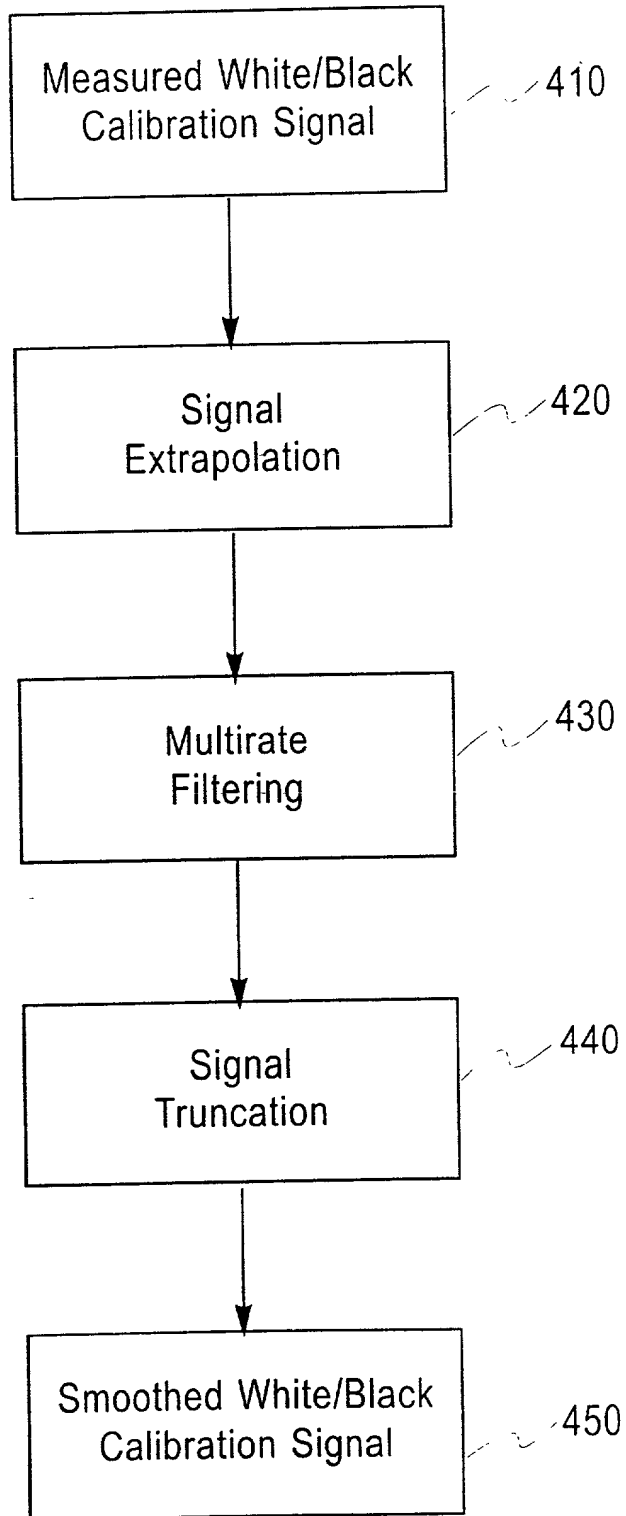 Measured White/Black
Calibration Signal
410
Signal
Extrapolation
420
Multirate
Filtering
430
Signal
Truncation
440
Smoothed White/Black
Calibration Signal
450